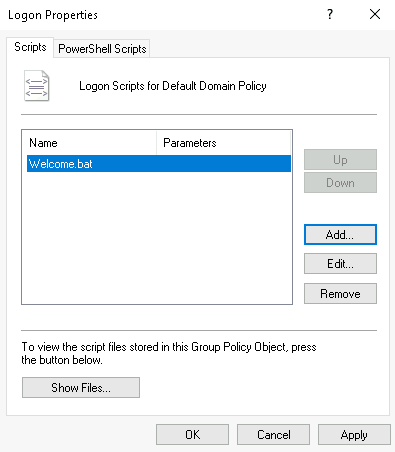 Logon Properties
?
Scripts
PowerShell Scripts
Logon Scripts for Default Domain Policy
Name
Parameters
Welcome.bat
Up
Down
Add...
Edit...
Remove
To view the script files stored in this Group Policy Object, press
the button below.
Show Files...
OK
Cancel
Apply